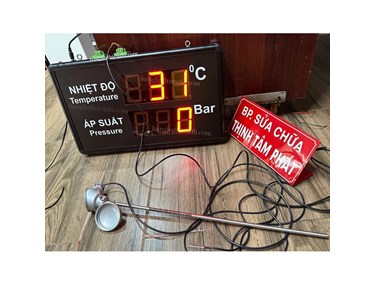 NHIỆT ĐỘ
Temperature
31 °C
ÁP SUẤT
Pressure
0 Bar
BP. SỬA CHỮA
THỊNH TÂM PHÁT